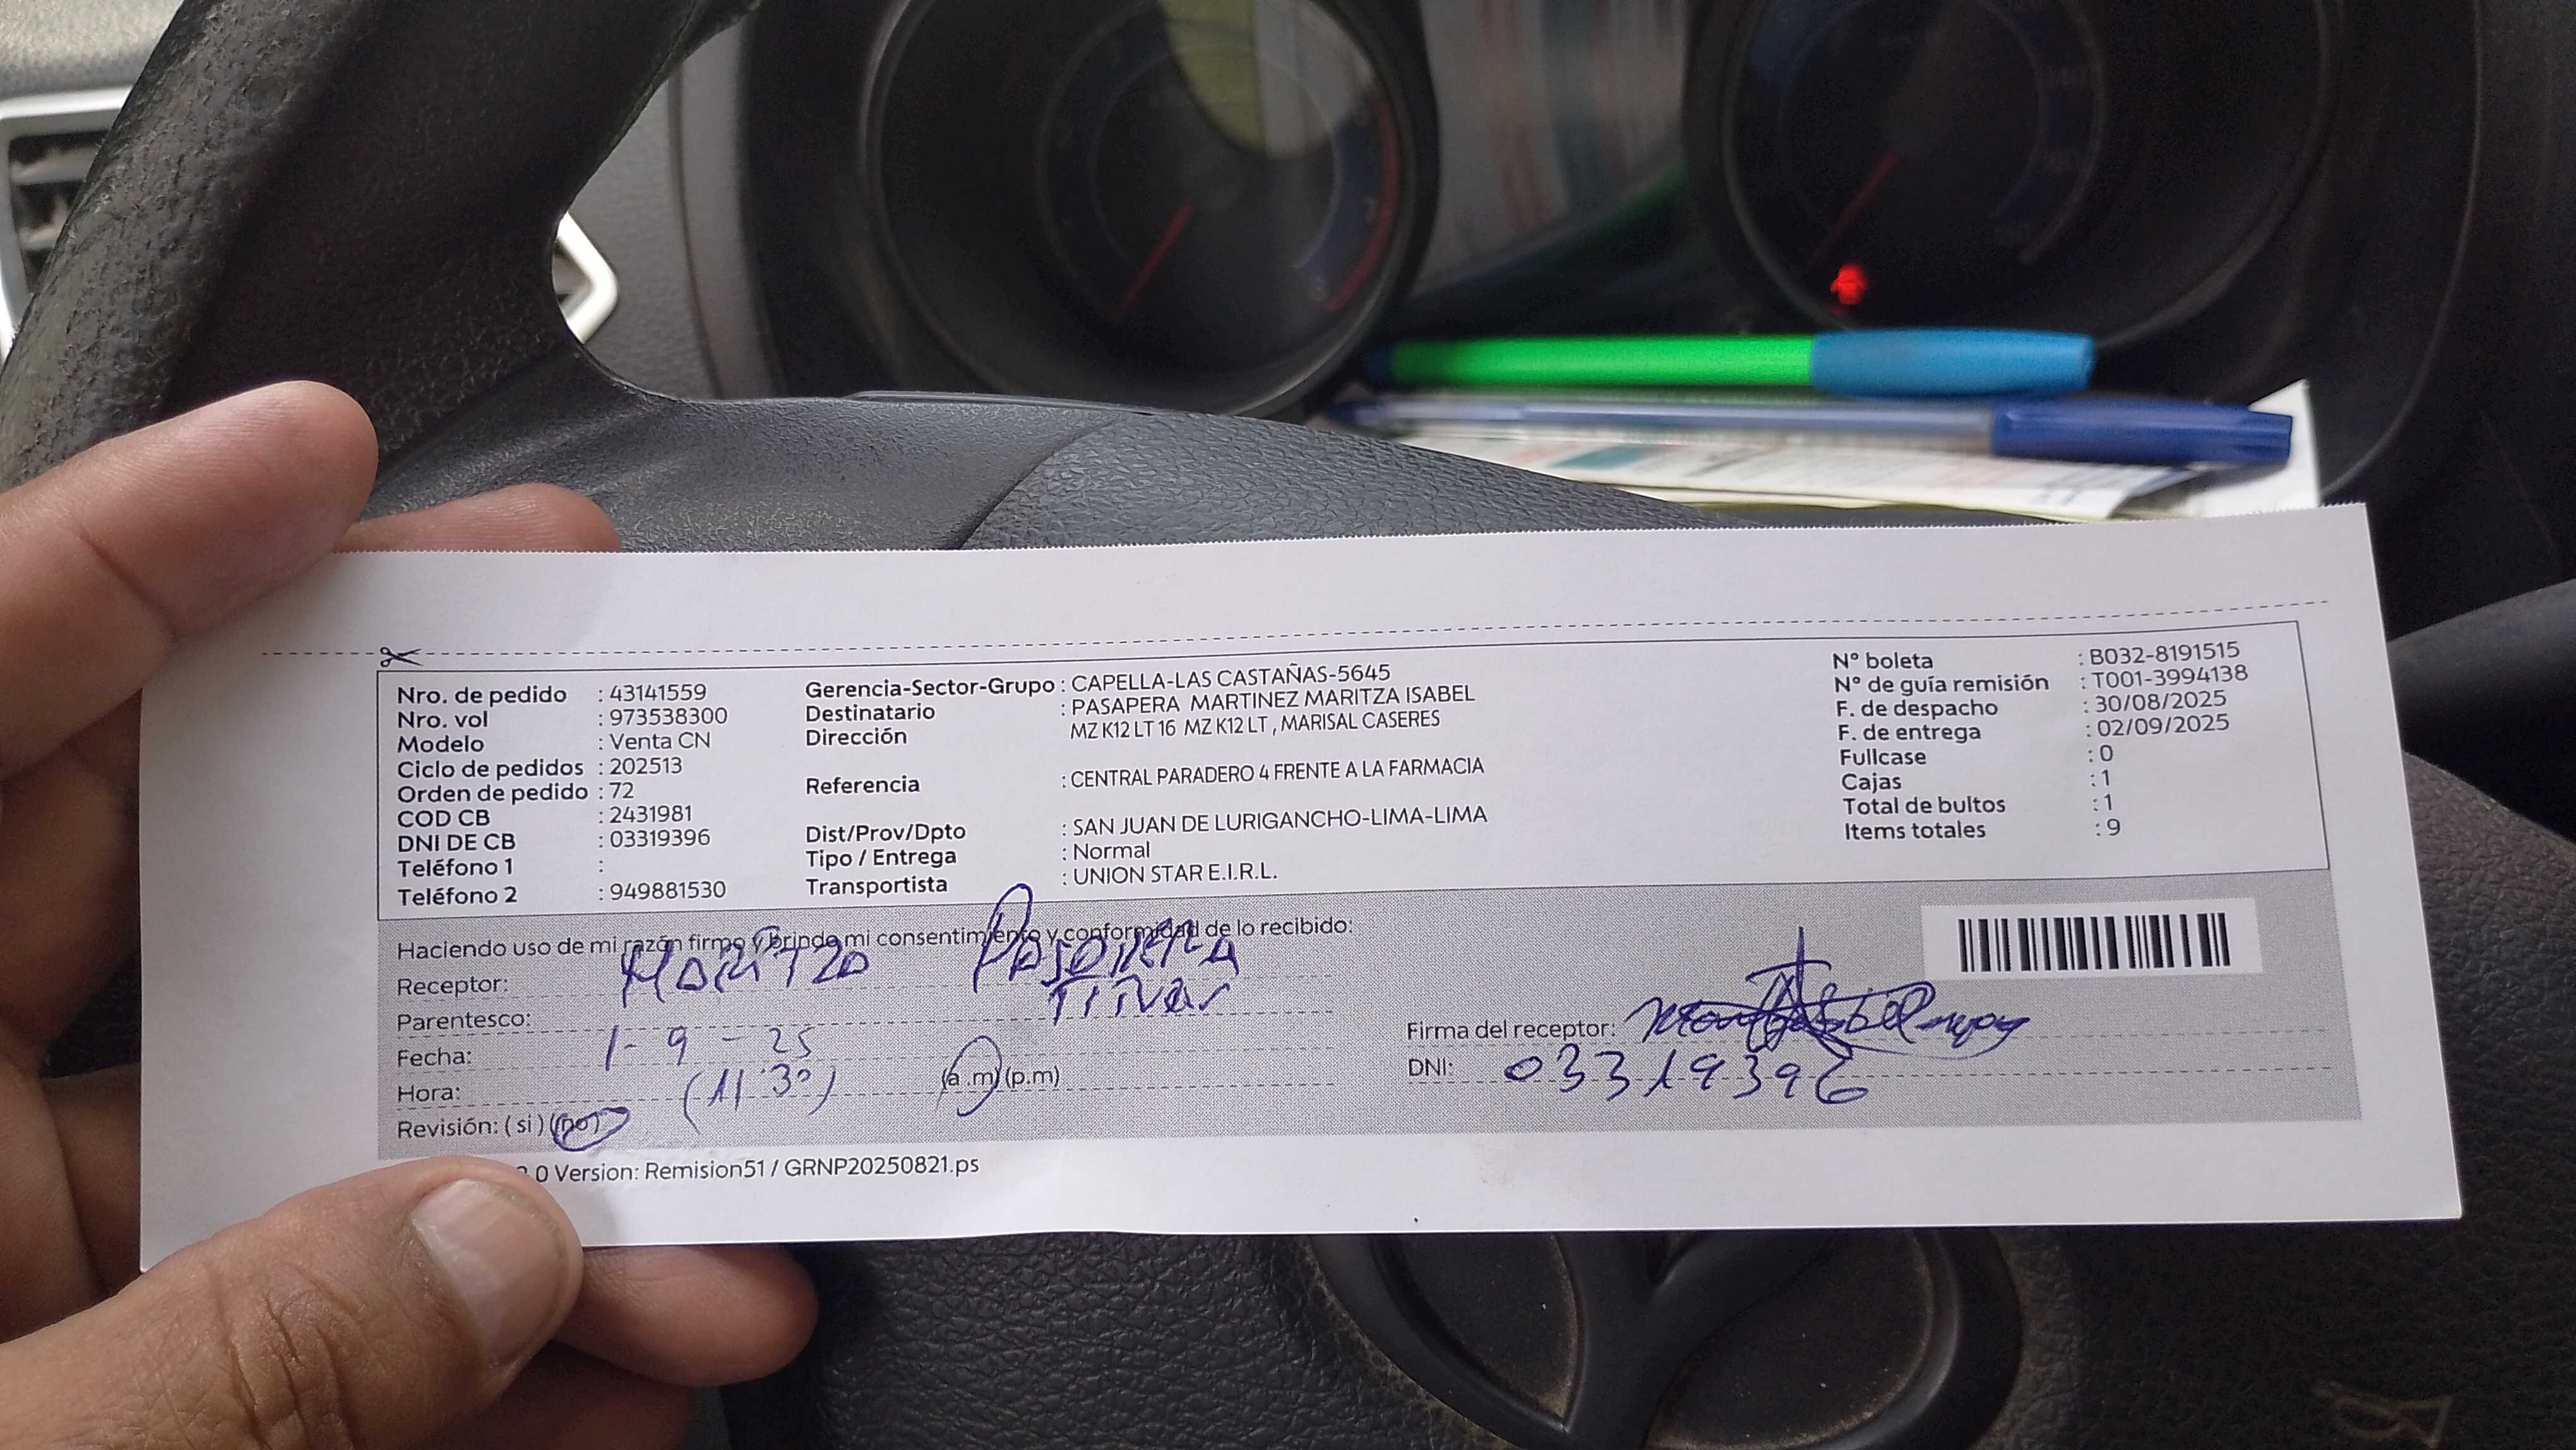 Nro. de pedido : 43141559
Nro. vol : 973538300
Modelo : Venta CN
Ciclo de pedidos : 202513
Orden de pedido : 72
COD CB : 2431981
DNI DE CB : 03319396
Teléfono 1 :
Teléfono 2 : 949881530
Gerencia-Sector-Grupo : CAPELLA-LAS CASTAÑAS-5645
Destinatario : PASAPERA MARTINEZ MARITZA ISABEL
Dirección MZ K12 LT 16 MZ K12 LT , MARISAL CASERES
Referencia : CENTRAL PARADERO 4 FRENTE A LA FARMACIA
Dist/Prov/Dpto : SAN JUAN DE LURIGANCHO-LIMA-LIMA
Tipo / Entrega : Normal
Transportista : UNION STAR E.I.R.L.
N° boleta : B032-8191515
N° de guía remisión : T001-3994138
F. de despacho : 30/08/2025
F. de entrega : 02/09/2025
Fullcase : 0
Cajas : 1
Total de bultos : 1
Items totales : 9
Haciendo uso de mi razón firmo y brindo mi consentimiento y conformidad de lo recibido:
Receptor: Maritza Pasapera
Parentesco: Titular
Fecha: 1-9-25
Hora: (11:30) (a.m) (p.m)
Revisión: ( si ) (no)
Firma del receptor:
DNI: 03319396
0 Version: Remision51 / GRNP20250821.ps